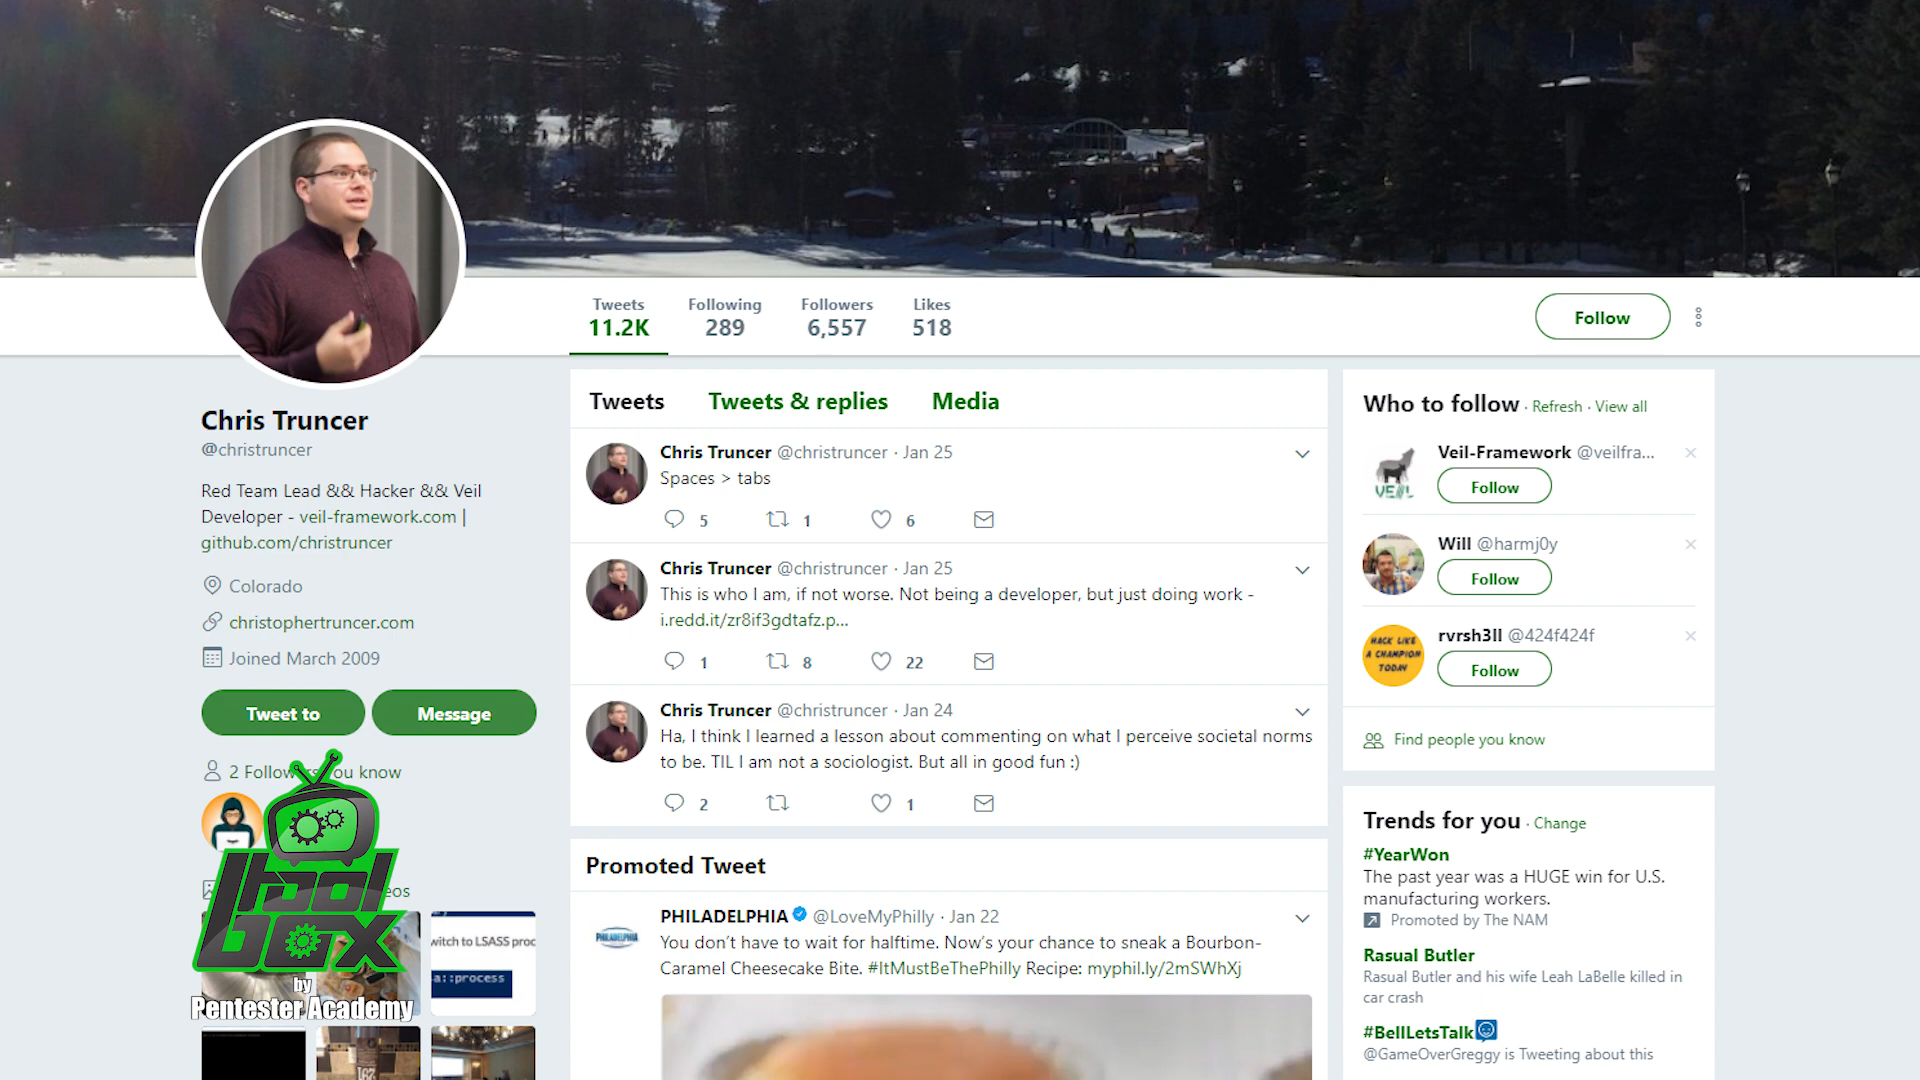 Tweets
11.2K
Following
289
Followers
6,557
Likes
518
Follow
Chris Truncer
@christruncer
Red Team Lead && Hacker && Veil
Developer - veil-framework.com |
github.com/christruncer
Colorado
christophertruncer.com
Joined March 2009
Tweet to
Message
2 Followers you know
eos
Tool
Box
by
Pentester Academy
witch to LSASS proc
a::process
Tweets
Tweets & replies
Media
Chris Truncer @christruncer · Jan 25
Spaces > tabs
5
1
6
Chris Truncer @christruncer · Jan 25
This is who I am, if not worse. Not being a developer, but just doing work -
i.redd.it/zr8if3gdtafz.p...
1
8
22
Chris Truncer @christruncer · Jan 24
Ha, I think I learned a lesson about commenting on what I perceive societal norms
to be. TIL I am not a sociologist. But all in good fun :)
2
1
Promoted Tweet
PHILADELPHIA
PHILADELPHIA @LoveMyPhilly · Jan 22
You don't have to wait for halftime. Now's your chance to sneak a Bourbon-
Caramel Cheesecake Bite. #ItMustBeThePhilly Recipe: myphil.ly/2mSWhXj
Who to follow · Refresh · View all
VEIL
Veil-Framework @veilfra...
Follow
Will @harmj0y
Follow
HACK LIKE
A CHAMPION
TODAY
rvrsh3ll @424f424f
Follow
Find people you know
Trends for you · Change
#YearWon
The past year was a HUGE win for U.S.
manufacturing workers.
Promoted by The NAM
Rasual Butler
Rasual Butler and his wife Leah LaBelle killed in
car crash
#BellLetsTalk
@GameOverGreggy is Tweeting about this